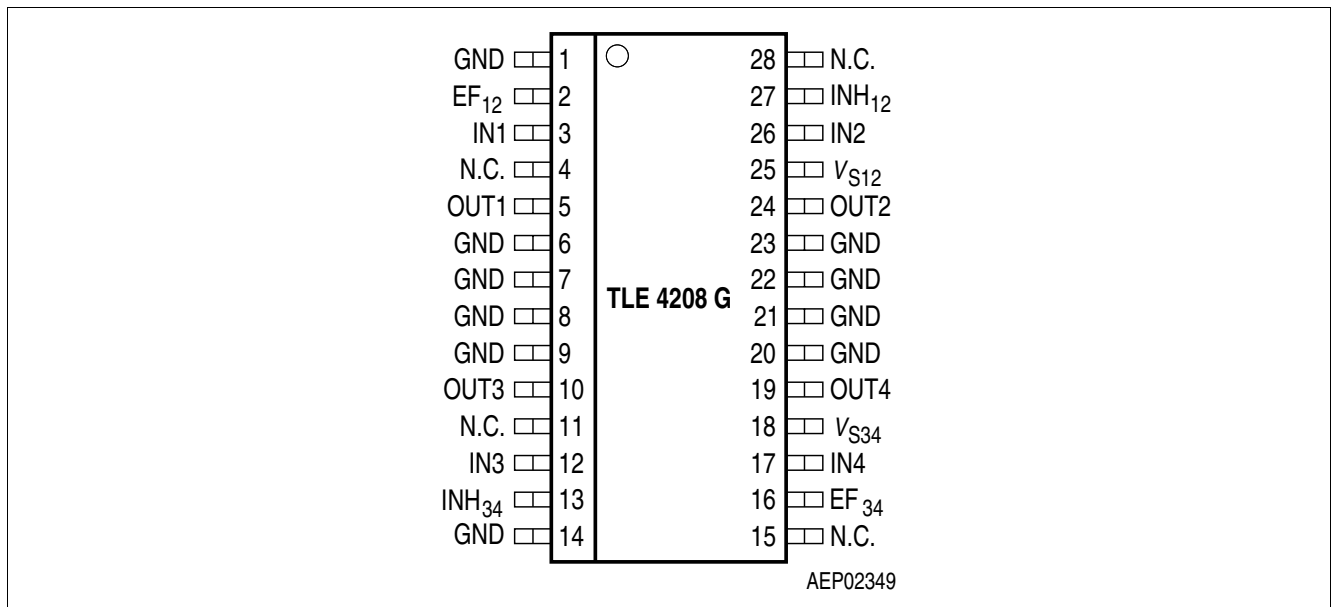 GND 1 28 N.C.
EF12 2 27 INH12
IN1 3 26 IN2
N.C. 4 25 VS12
OUT1 5 24 OUT2
GND 6 23 GND
GND 7 22 GND
TLE 4208 G
GND 8 21 GND
GND 9 20 GND
OUT3 10 19 OUT4
N.C. 11 18 VS34
IN3 12 17 IN4
INH34 13 16 EF34
GND 14 15 N.C.
AEP02349